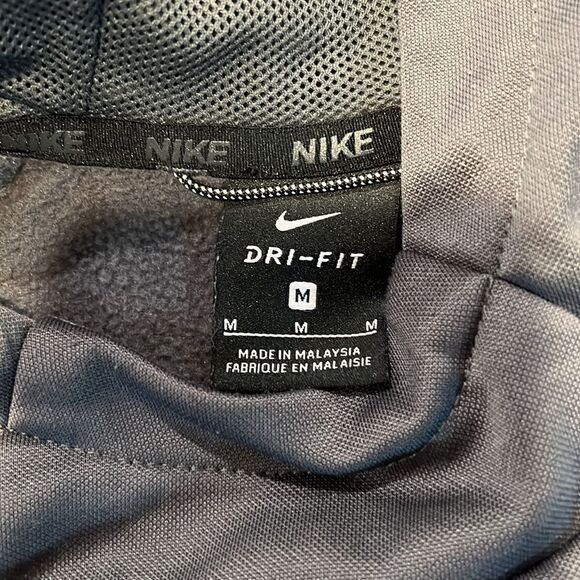 NIKE NIKE NIKE
DRI-FIT
M
M M M
MADE IN MALAYSIA
FABRIQUE EN MALAISIE